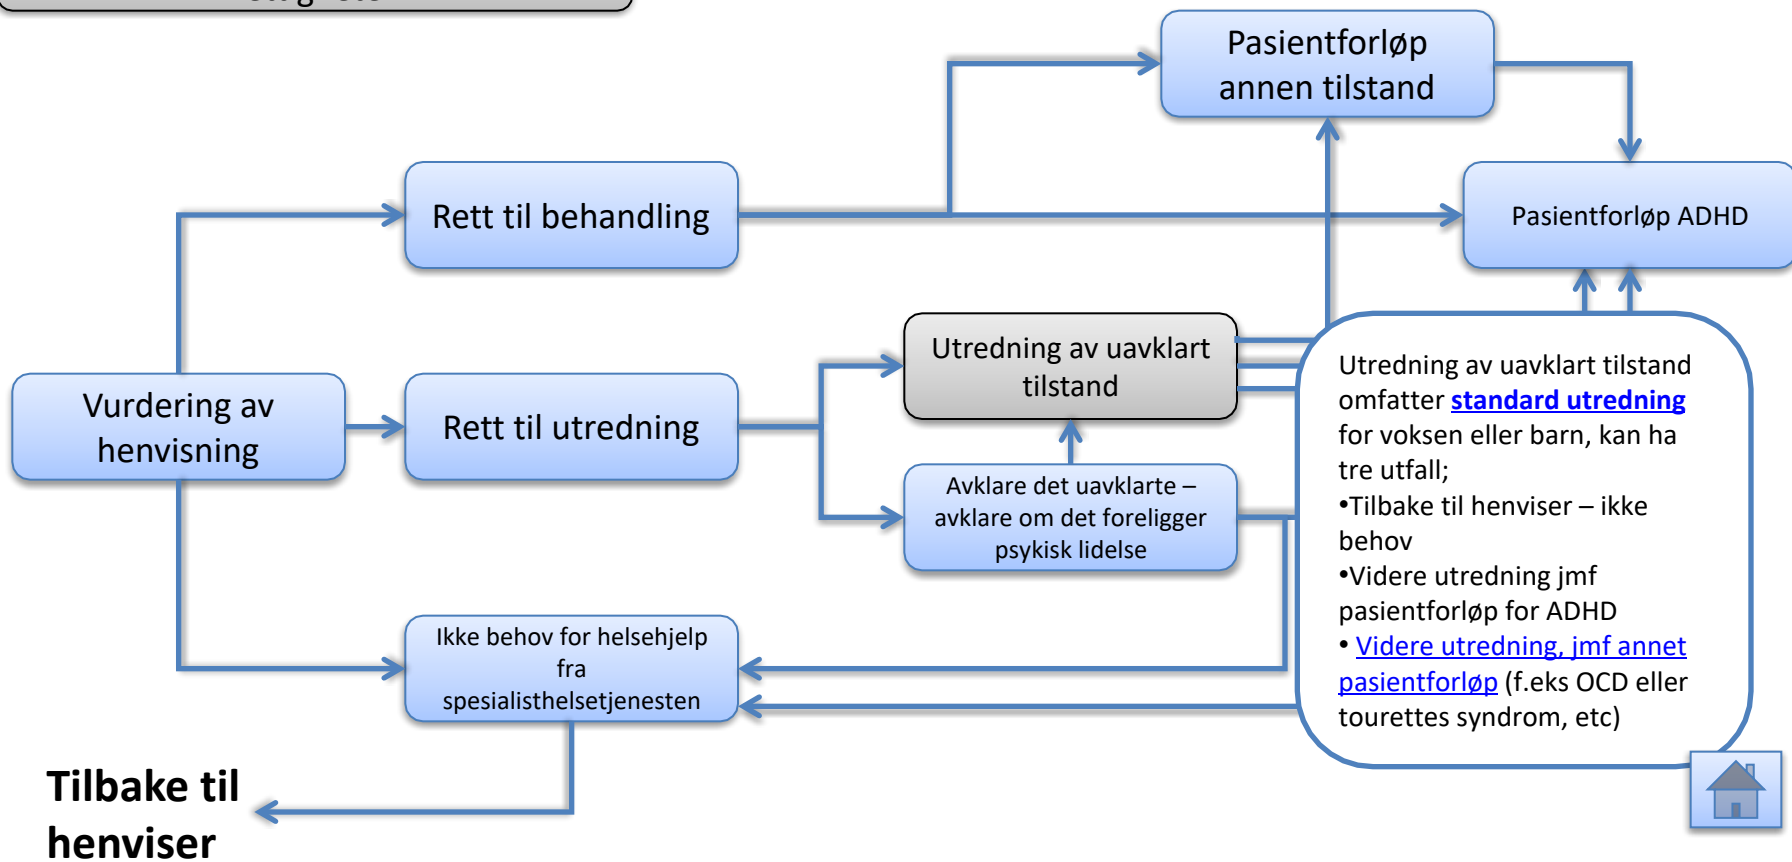 Pasientforløp
annen tilstand
Rett til behandling
Pasientforløp ADHD
Utredning av uavklart
tilstand
Vurdering av
henvisning
Rett til utredning
Avklare det uavklarte –
avklare om det foreligger
psykisk lidelse
Utredning av uavklart tilstand
omfatter standard utredning
for voksen eller barn, kan ha
tre utfall;
•Tilbake til henviser – ikke
behov
•Videre utredning jmf
pasientforløp for ADHD
• Videre utredning, jmf annet
pasientforløp (f.eks OCD eller
tourettes syndrom, etc)
Ikke behov for helsehjelp
fra
spesialisthelsetjenesten
Tilbake til
henviser